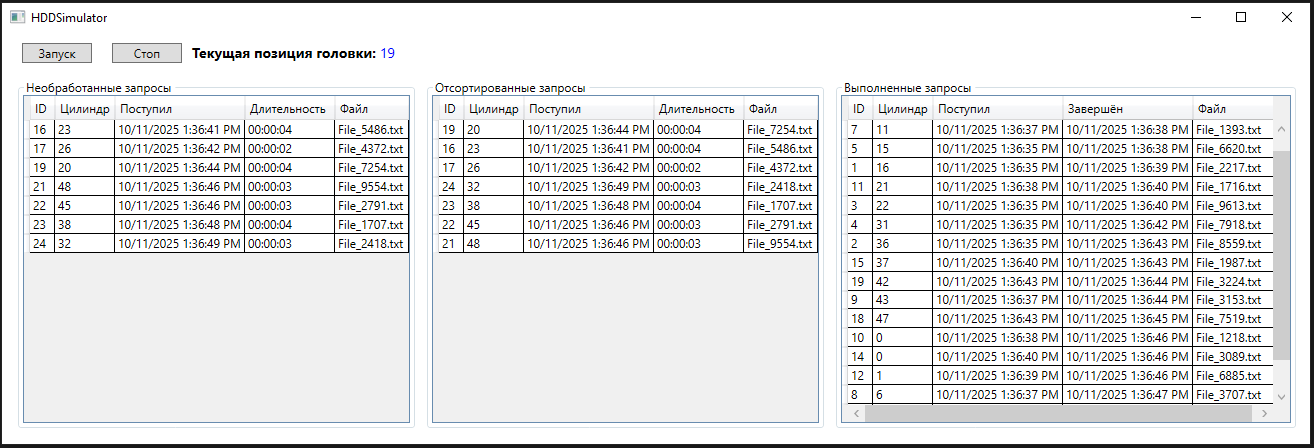 HDDSimulator
Запуск Стоп Текущая позиция головки: 19
Необработанные запросы
ID Цилиндр Поступил Длительность Файл
16 23 10/11/2025 1:36:41 PM 00:00:04 File_5486.txt
17 26 10/11/2025 1:36:42 PM 00:00:02 File_4372.txt
19 20 10/11/2025 1:36:44 PM 00:00:04 File_7254.txt
21 48 10/11/2025 1:36:46 PM 00:00:03 File_9554.txt
22 45 10/11/2025 1:36:46 PM 00:00:03 File_2791.txt
23 38 10/11/2025 1:36:48 PM 00:00:04 File_1707.txt
24 32 10/11/2025 1:36:49 PM 00:00:03 File_2418.txt
Отсортированные запросы
ID Цилиндр Поступил Длительность Файл
19 20 10/11/2025 1:36:44 PM 00:00:04 File_7254.txt
16 23 10/11/2025 1:36:41 PM 00:00:04 File_5486.txt
17 26 10/11/2025 1:36:42 PM 00:00:02 File_4372.txt
24 32 10/11/2025 1:36:49 PM 00:00:03 File_2418.txt
23 38 10/11/2025 1:36:48 PM 00:00:04 File_1707.txt
22 45 10/11/2025 1:36:46 PM 00:00:03 File_2791.txt
21 48 10/11/2025 1:36:46 PM 00:00:03 File_9554.txt
Выполненные запросы
ID Цилиндр Поступил Завершён Файл
7 11 10/11/2025 1:36:37 PM 10/11/2025 1:36:38 PM File_1393.txt
5 15 10/11/2025 1:36:35 PM 10/11/2025 1:36:38 PM File_6620.txt
1 16 10/11/2025 1:36:35 PM 10/11/2025 1:36:39 PM File_2217.txt
11 21 10/11/2025 1:36:38 PM 10/11/2025 1:36:40 PM File_1716.txt
3 22 10/11/2025 1:36:35 PM 10/11/2025 1:36:40 PM File_9613.txt
4 31 10/11/2025 1:36:35 PM 10/11/2025 1:36:42 PM File_7918.txt
2 36 10/11/2025 1:36:35 PM 10/11/2025 1:36:43 PM File_8559.txt
15 37 10/11/2025 1:36:40 PM 10/11/2025 1:36:43 PM File_1987.txt
19 42 10/11/2025 1:36:43 PM 10/11/2025 1:36:44 PM File_3224.txt
9 43 10/11/2025 1:36:37 PM 10/11/2025 1:36:44 PM File_3153.txt
18 47 10/11/2025 1:36:43 PM 10/11/2025 1:36:45 PM File_7519.txt
10 0 10/11/2025 1:36:38 PM 10/11/2025 1:36:46 PM File_1218.txt
14 0 10/11/2025 1:36:40 PM 10/11/2025 1:36:46 PM File_3089.txt
12 1 10/11/2025 1:36:39 PM 10/11/2025 1:36:46 PM File_6885.txt
8 6 10/11/2025 1:36:37 PM 10/11/2025 1:36:47 PM File_3707.txt